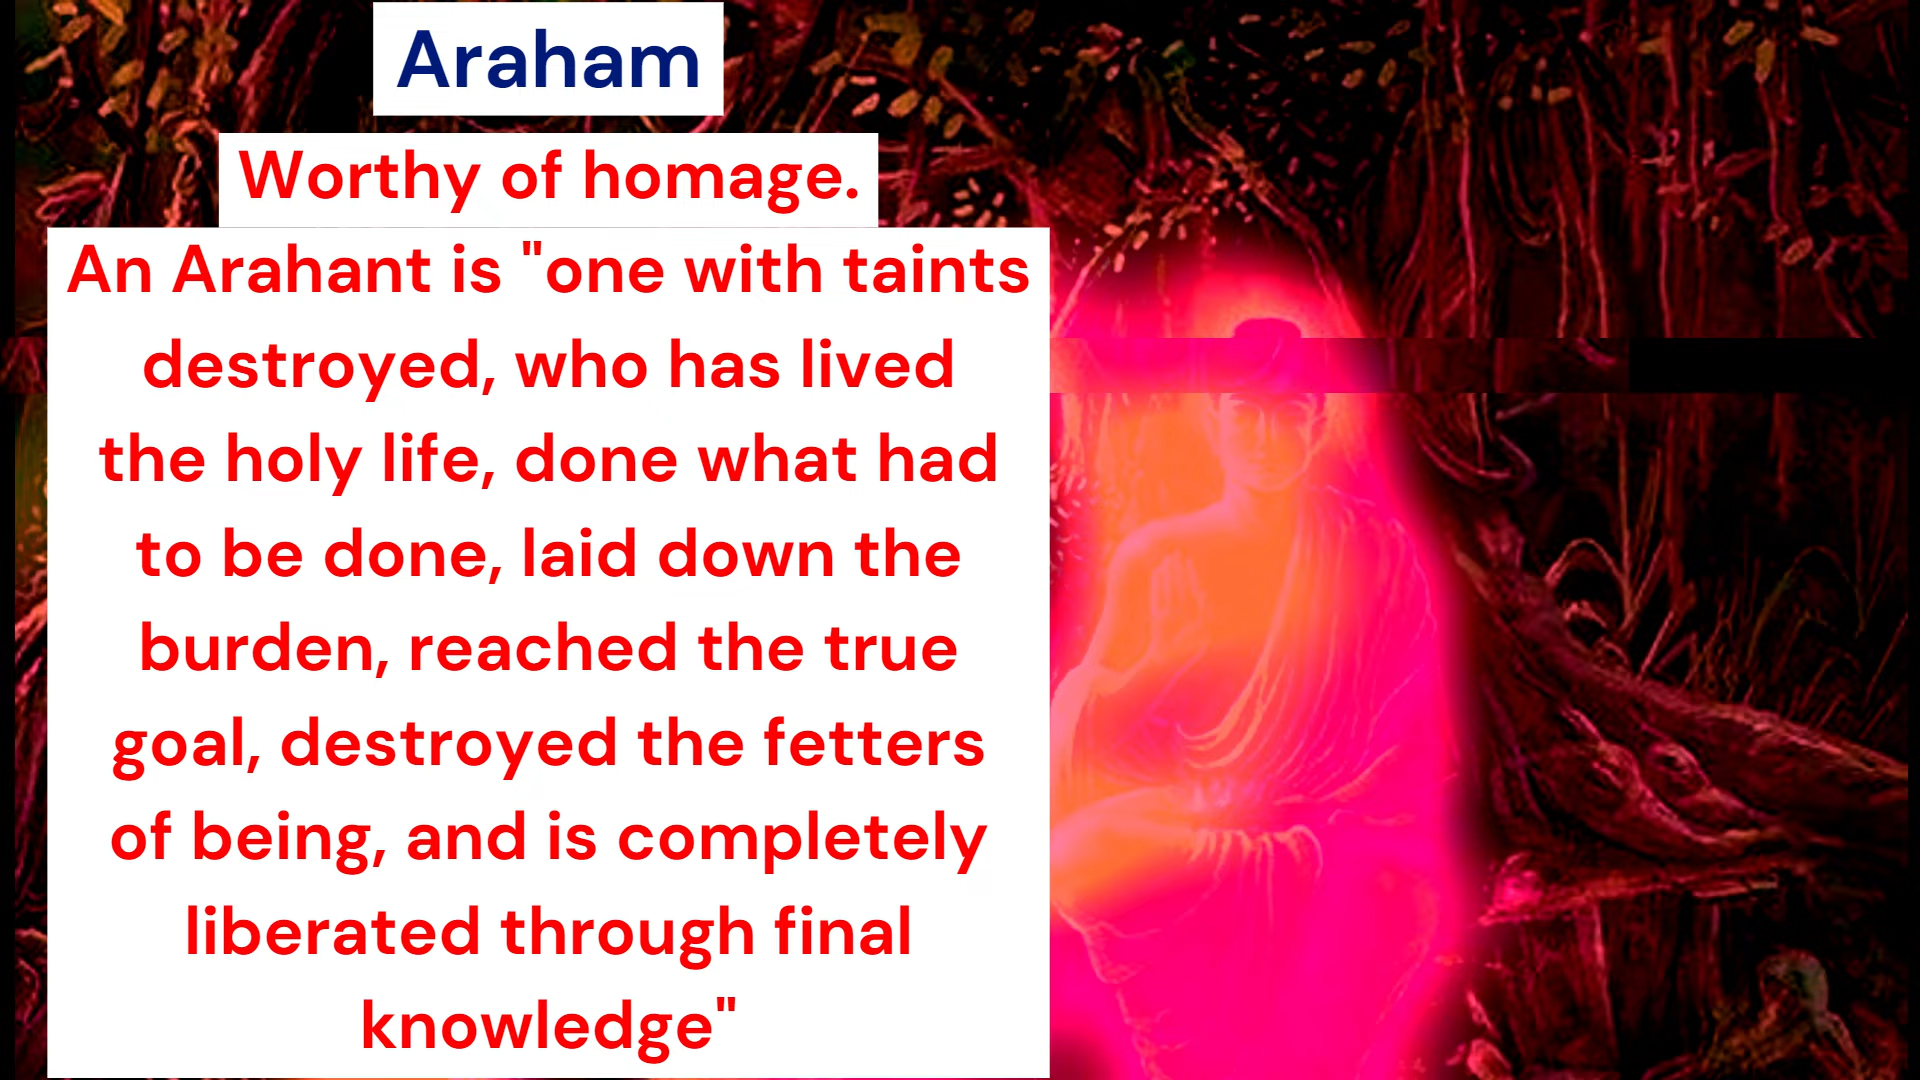 Araham
Worthy of homage.
An Arahant is "one with taints
destroyed, who has lived
the holy life, done what had
to be done, laid down the
burden, reached the true
goal, destroyed the fetters
of being, and is completely
liberated through final
knowledge"